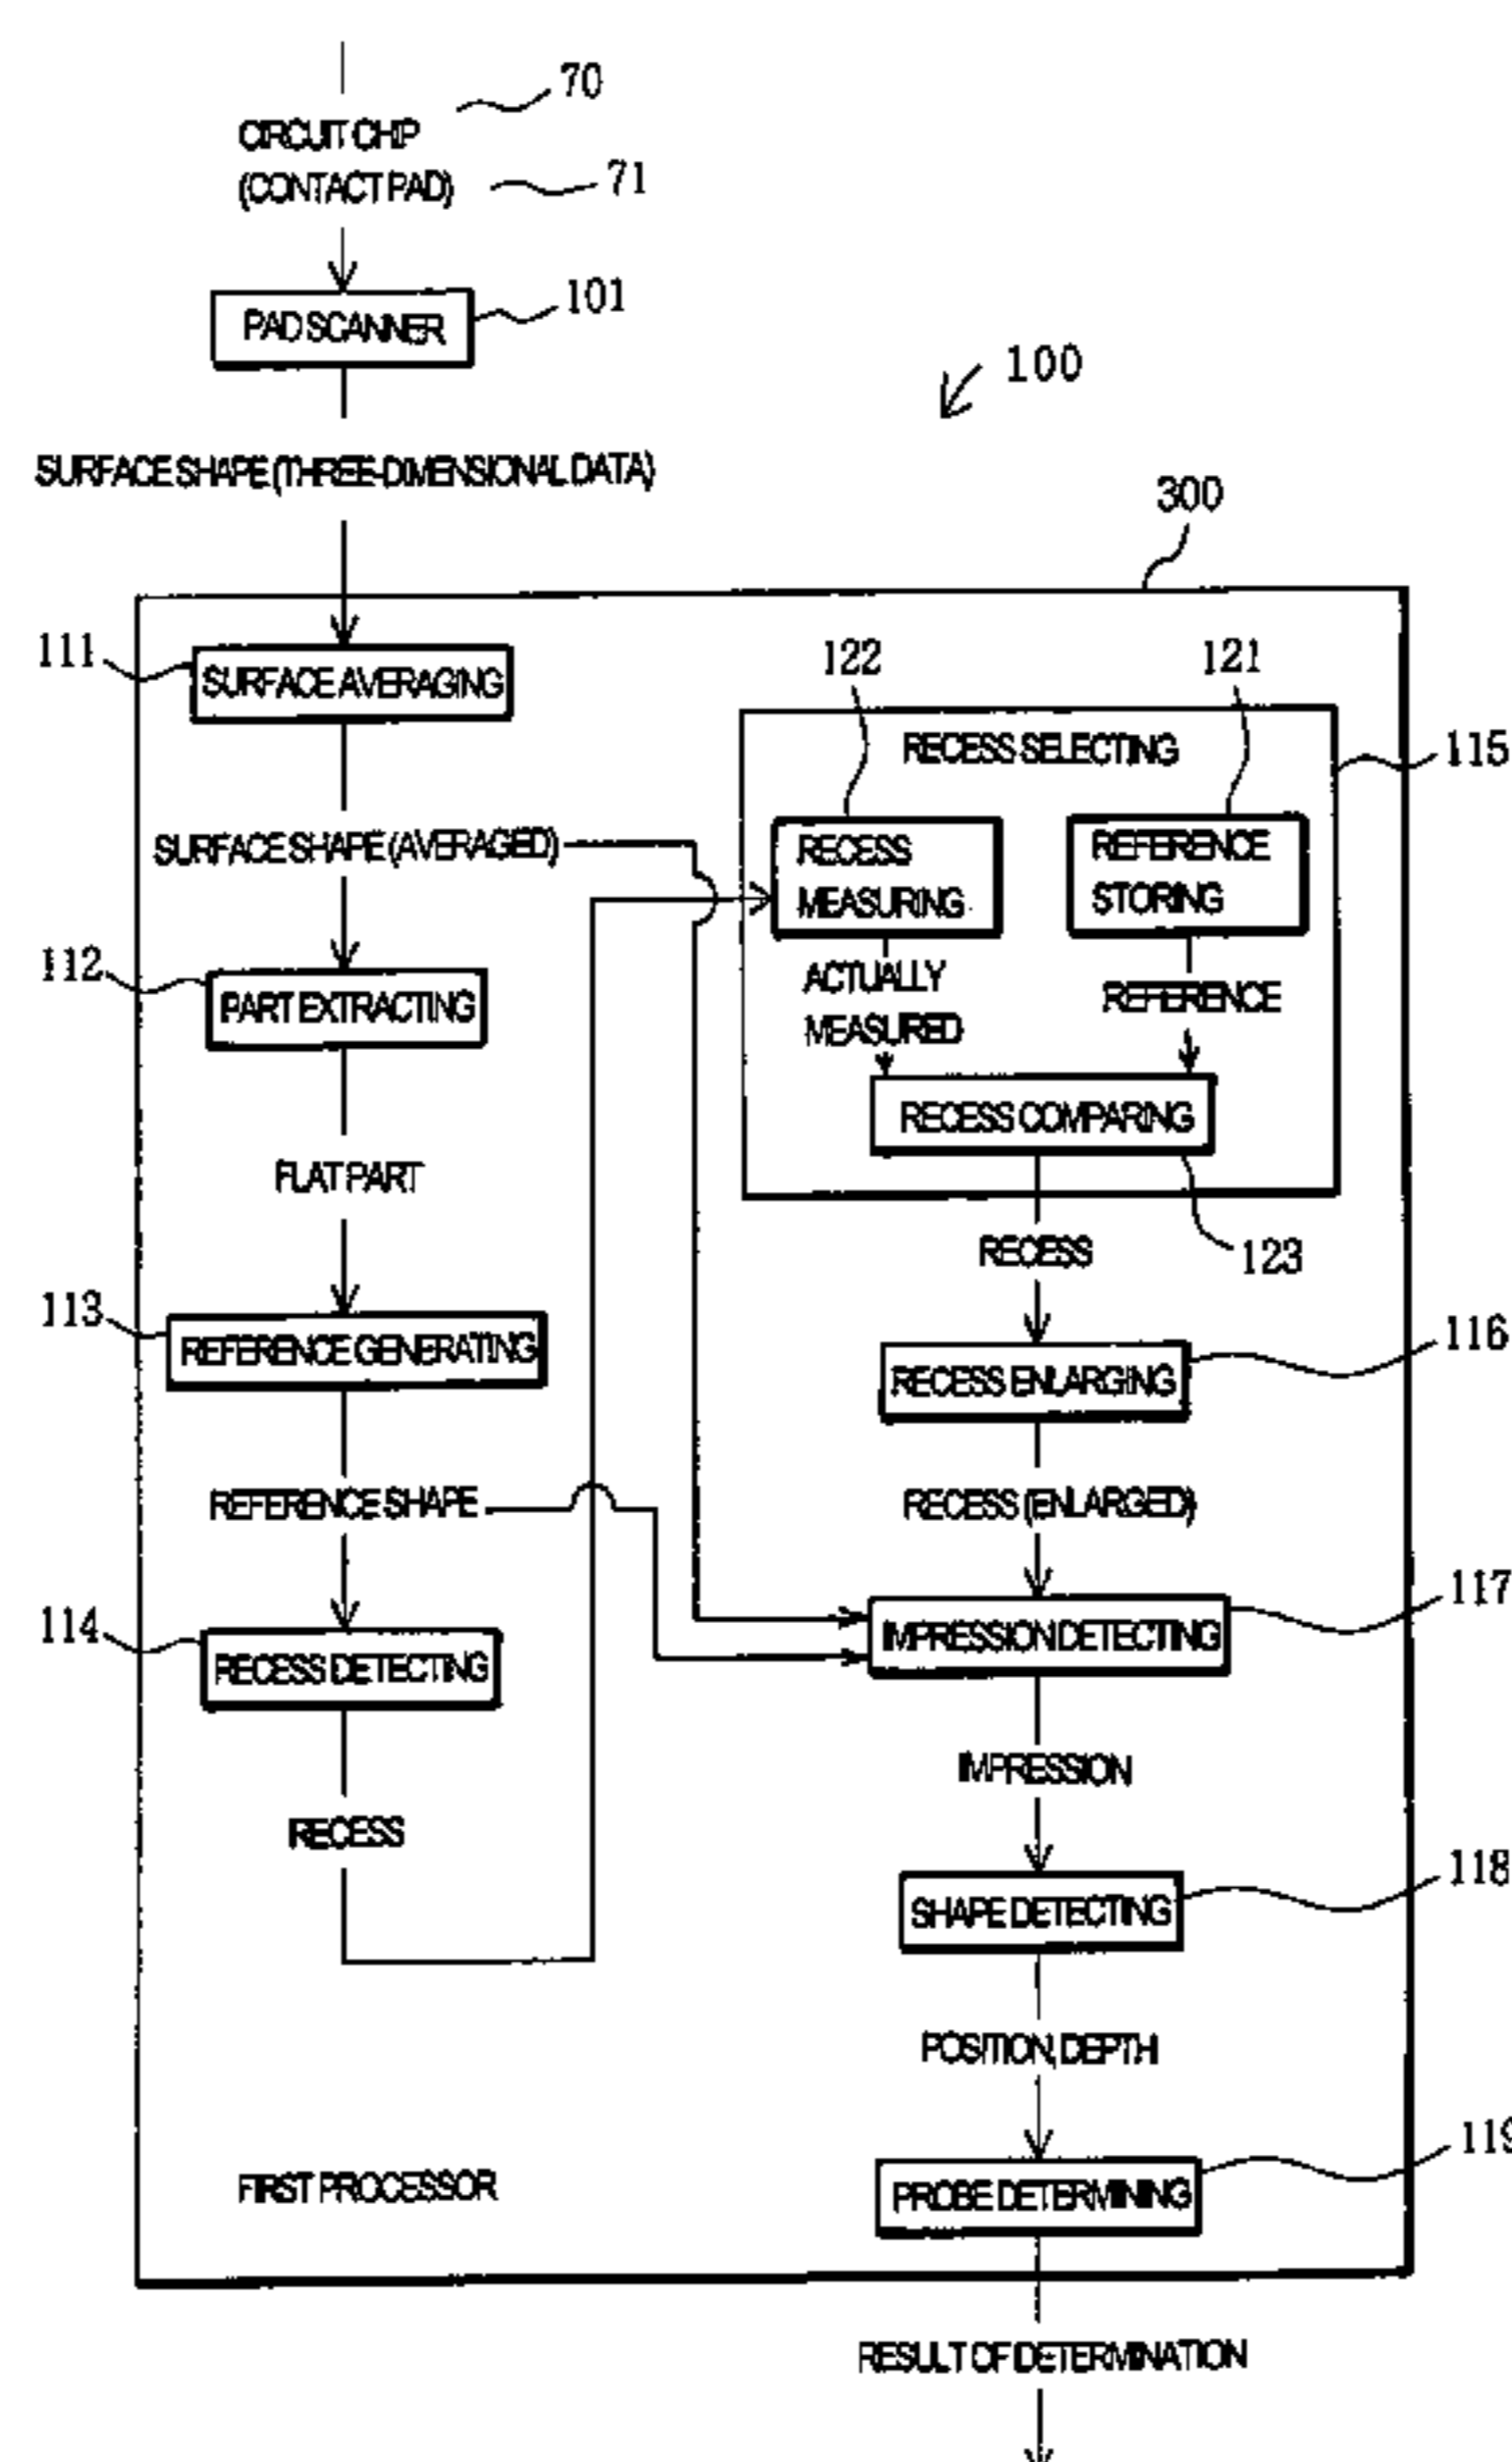 70
CIRCUIT CHIP
(CONTACT PAD)
71
PAD SCANNER
101
100
SURFACE SHAPE (THREE-DIMENSIONAL DATA)
300
111
SURFACE AVERAGING
122
121
RECESS SELECTING
115
RECESS
MEASURING
REFERENCE
STORING
SURFACE SHAPE (AVERAGED)
112
PART EXTRACTING
ACTUALLY
MEASURED
REFERENCE
RECESS COMPARING
FLAT PART
RECESS
123
113
REFERENCE GENERATING
116
RECESS ENLARGING
REFERENCE SHAPE
RECESS (ENLARGED)
117
114
RECESS DETECTING
IMPRESSION DETECTING
IMPRESSION
RECESS
118
SHAPE DETECTING
POSITION, DEPTH
119
FIRST PROCESSOR
PROBE DETERMINING
RESULT OF DETERMINATION